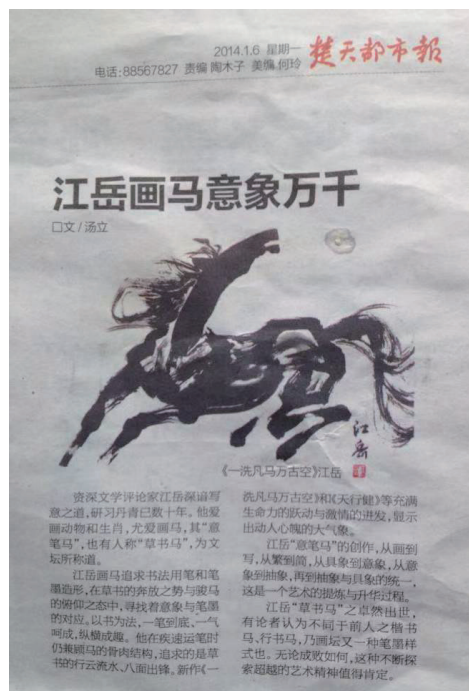 2014.1.6 星期一 楚天都市報
电话:88567827 责编 陶木子 美编 何玲
江岳画马意象万千
□文/汤立
江岳
《一洗凡马万古空》江岳
资深文学评论家江岳深谙写
意之道,研习丹青已数十年。他爱
画动物和生肖,尤爱画马,其“意
笔马”,也有人称“草书马”,为文
坛所称道。
江岳画马追求书法用笔和笔
墨造形,在草书的奔放之势与骏马
的俯仰之态中,寻找着意象与笔墨
的对应。以书为法,一笔到底,一气
呵成,纵横成趣。他在疾速运笔时
仍兼顾马的骨肉结构,追求的是草
书的行云流水、八面出锋。新作《一
洗凡马万古空》和《天行健》等充满
生命力的跃动与激情的迸发,显示
出动人心魄的大气象。
江岳“意笔马”的创作,从画到
写,从繁到简,从具象到意象,从意
象到抽象,再到抽象与具象的统一,
这是一个艺术的提炼与升华过程。
江岳“草书马”之卓然出世,
有论者认为不同于前人之楷书
马、行书马,乃画坛又一种笔墨样
式也。无论成败如何,这种不断探
索超越的艺术精神值得肯定。